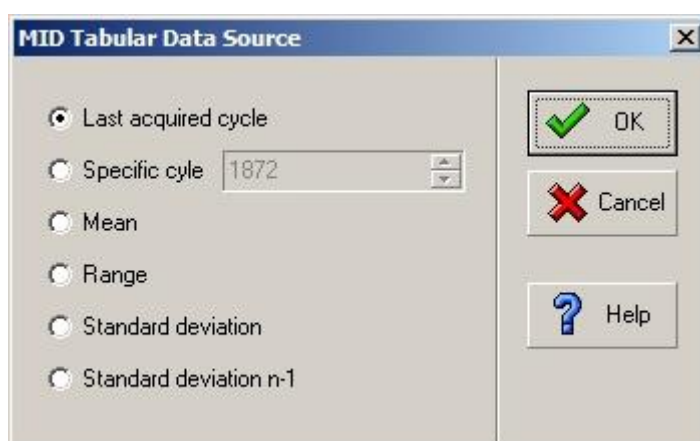 MID Tabular Data Source
Last acquired cycle
Specific cyle 1872
Mean
Range
Standard deviation
Standard deviation n-1
OK
Cancel
Help